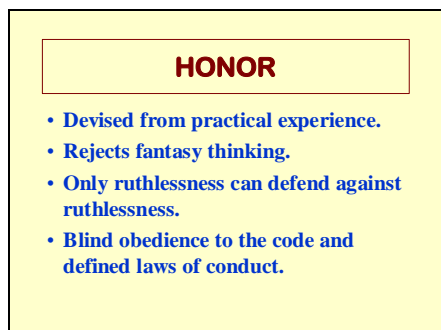 HONOR
• Devised from practical experience.
• Rejects fantasy thinking.
• Only ruthlessness can defend against
ruthlessness.
• Blind obedience to the code and
defined laws of conduct.